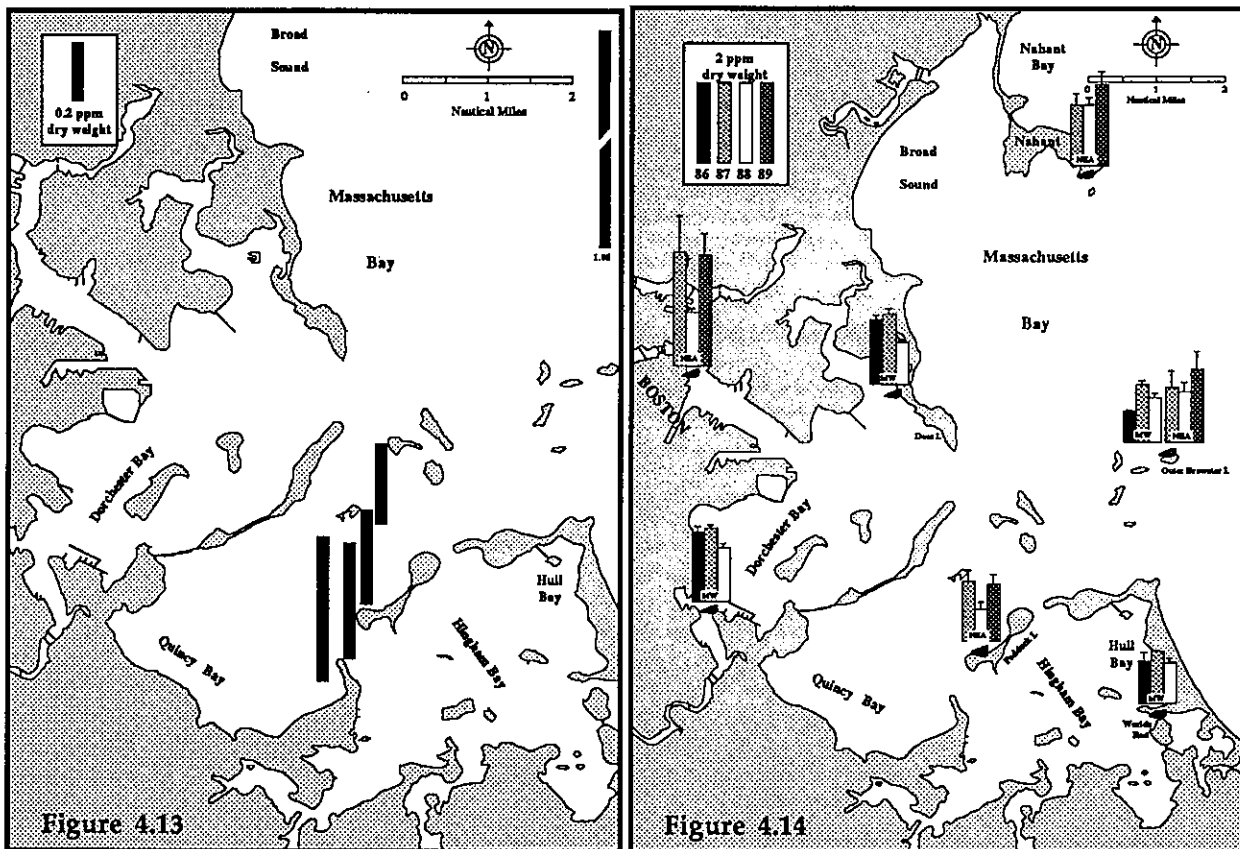 Broad
Sound
N
0.2 ppm
dry weight
0 1 2
Nautical Miles
Massachusetts
Bay
Dorchester Bay
Quincy Bay
Hingham Bay
Hull
Bay
Figure 4.13
2 ppm
dry weight
86 87 88 89
Nahant
Bay
N
0 1 2
Nautical Miles
Nahant
NEA
Broad
Sound
Massachusetts
Bay
NEA
BOSTON
MW
Deer I.
MW
NEA
Outer Brewster I.
Dorchester Bay
MW
NEA
Peddock I.
Quincy Bay
Hingham Bay
Hull
Bay
MW
Figure 4.14